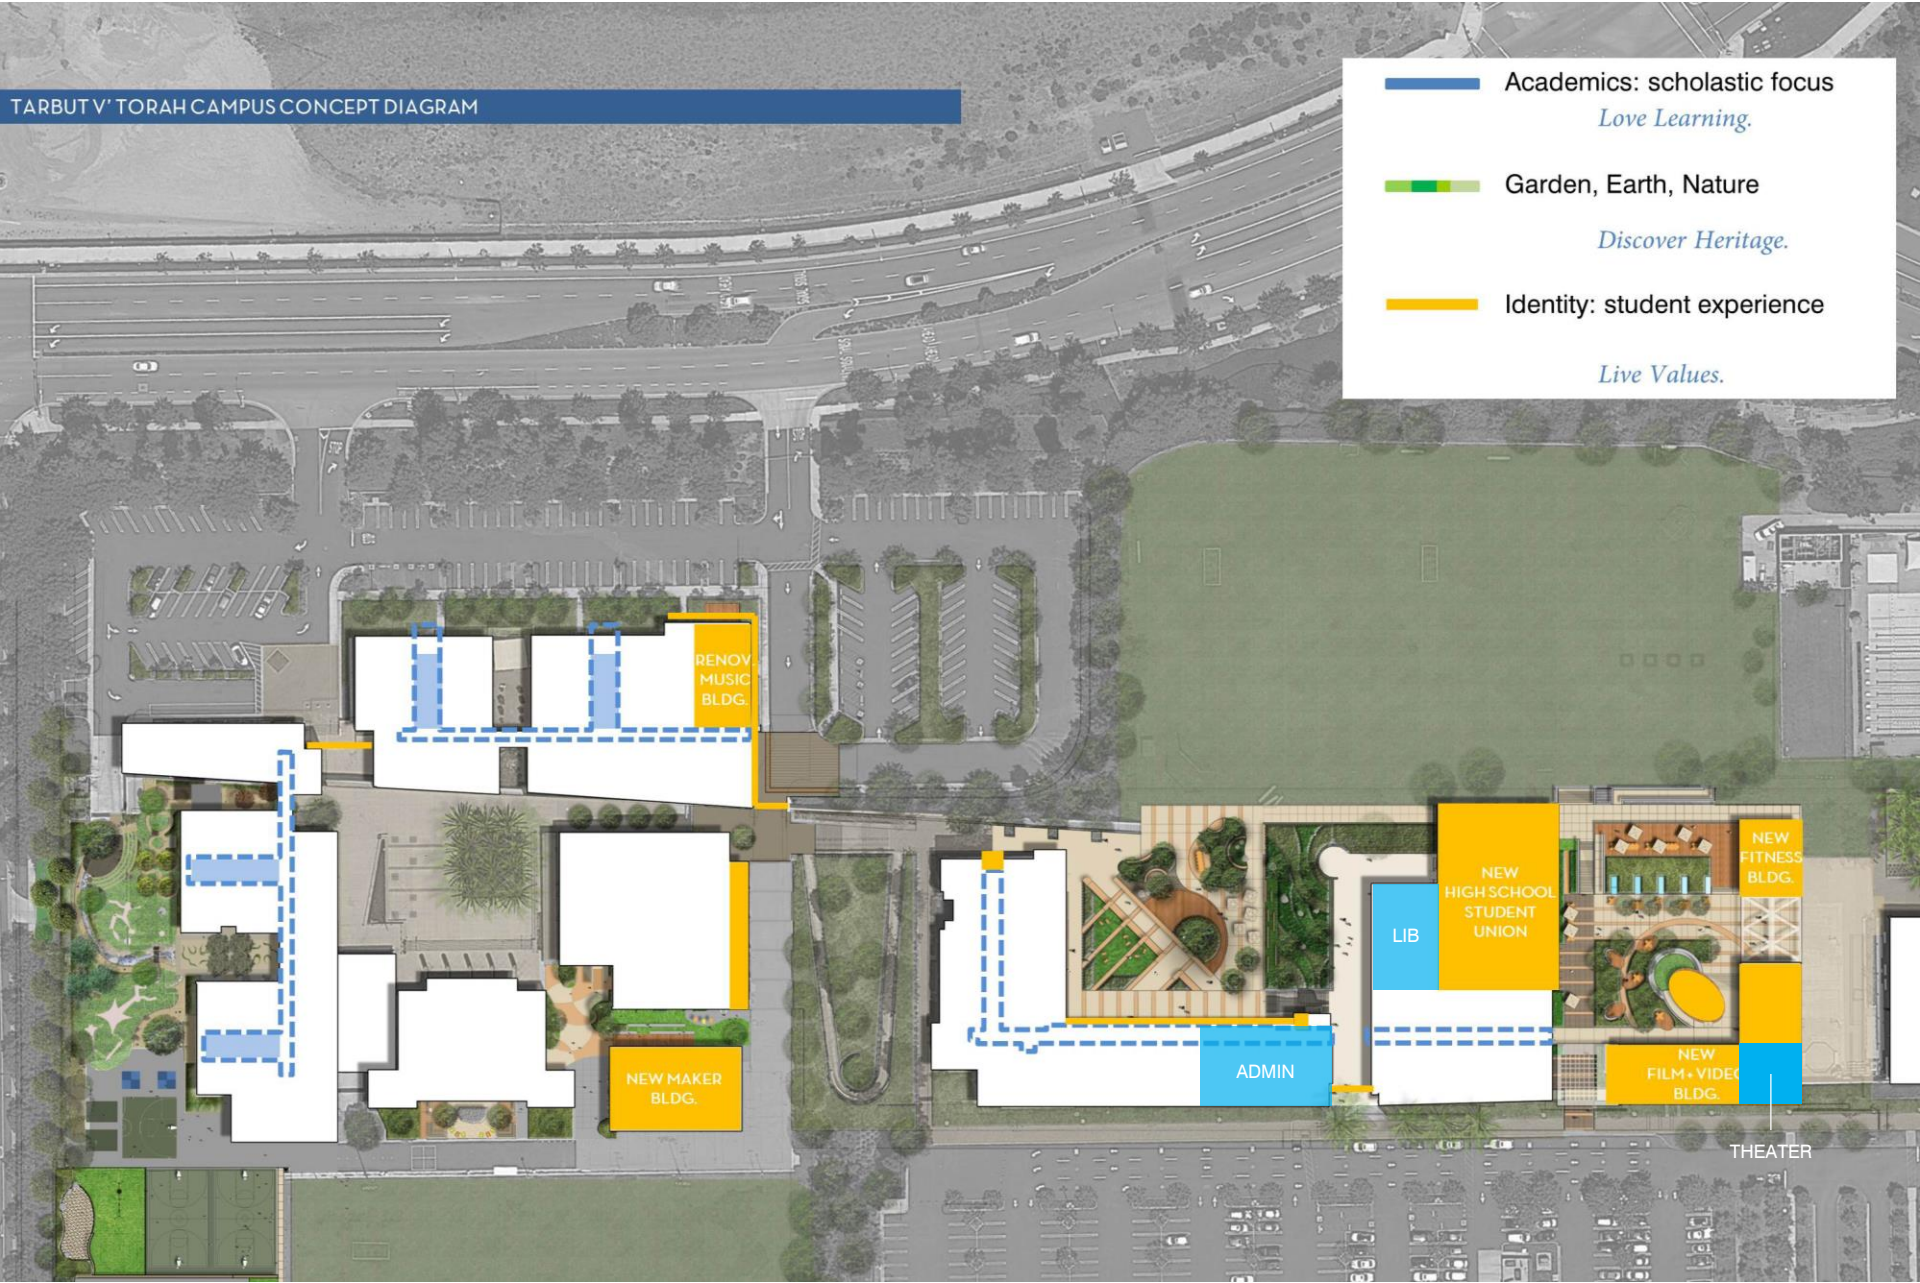 TARBUT V' TORAH CAMPUS CONCEPT DIAGRAM
Academics: scholastic focus
Love Learning.
Garden, Earth, Nature
Discover Heritage.
Identity: student experience
Live Values.
STOP
STOP
RENOV.
MUSIC
BLDG.
NEW MAKER
BLDG.
ADMIN
LIB
NEW
HIGH SCHOOL
STUDENT
UNION
NEW
FITNESS
BLDG.
NEW
FILM+VIDEO
BLDG.
THEATER